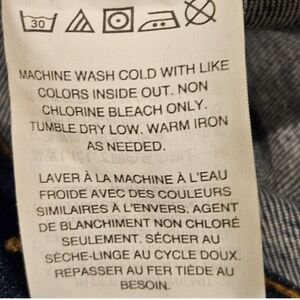 30
MACHINE WASH COLD WITH LIKE
COLORS INSIDE OUT. NON
CHLORINE BLEACH ONLY.
TUMBLE DRY LOW. WARM IRON
AS NEEDED.
LAVER À LA MACHINE À L'EAU
FROIDE AVEC DES COULEURS
SIMILAIRES À L'ENVERS. AGENT
DE BLANCHIMENT NON CHLORÉ
SEULEMENT. SÉCHER AU
SÈCHE-LINGE AU CYCLE DOUX.
REPASSER AU FER TIÈDE AU
BESOIN.